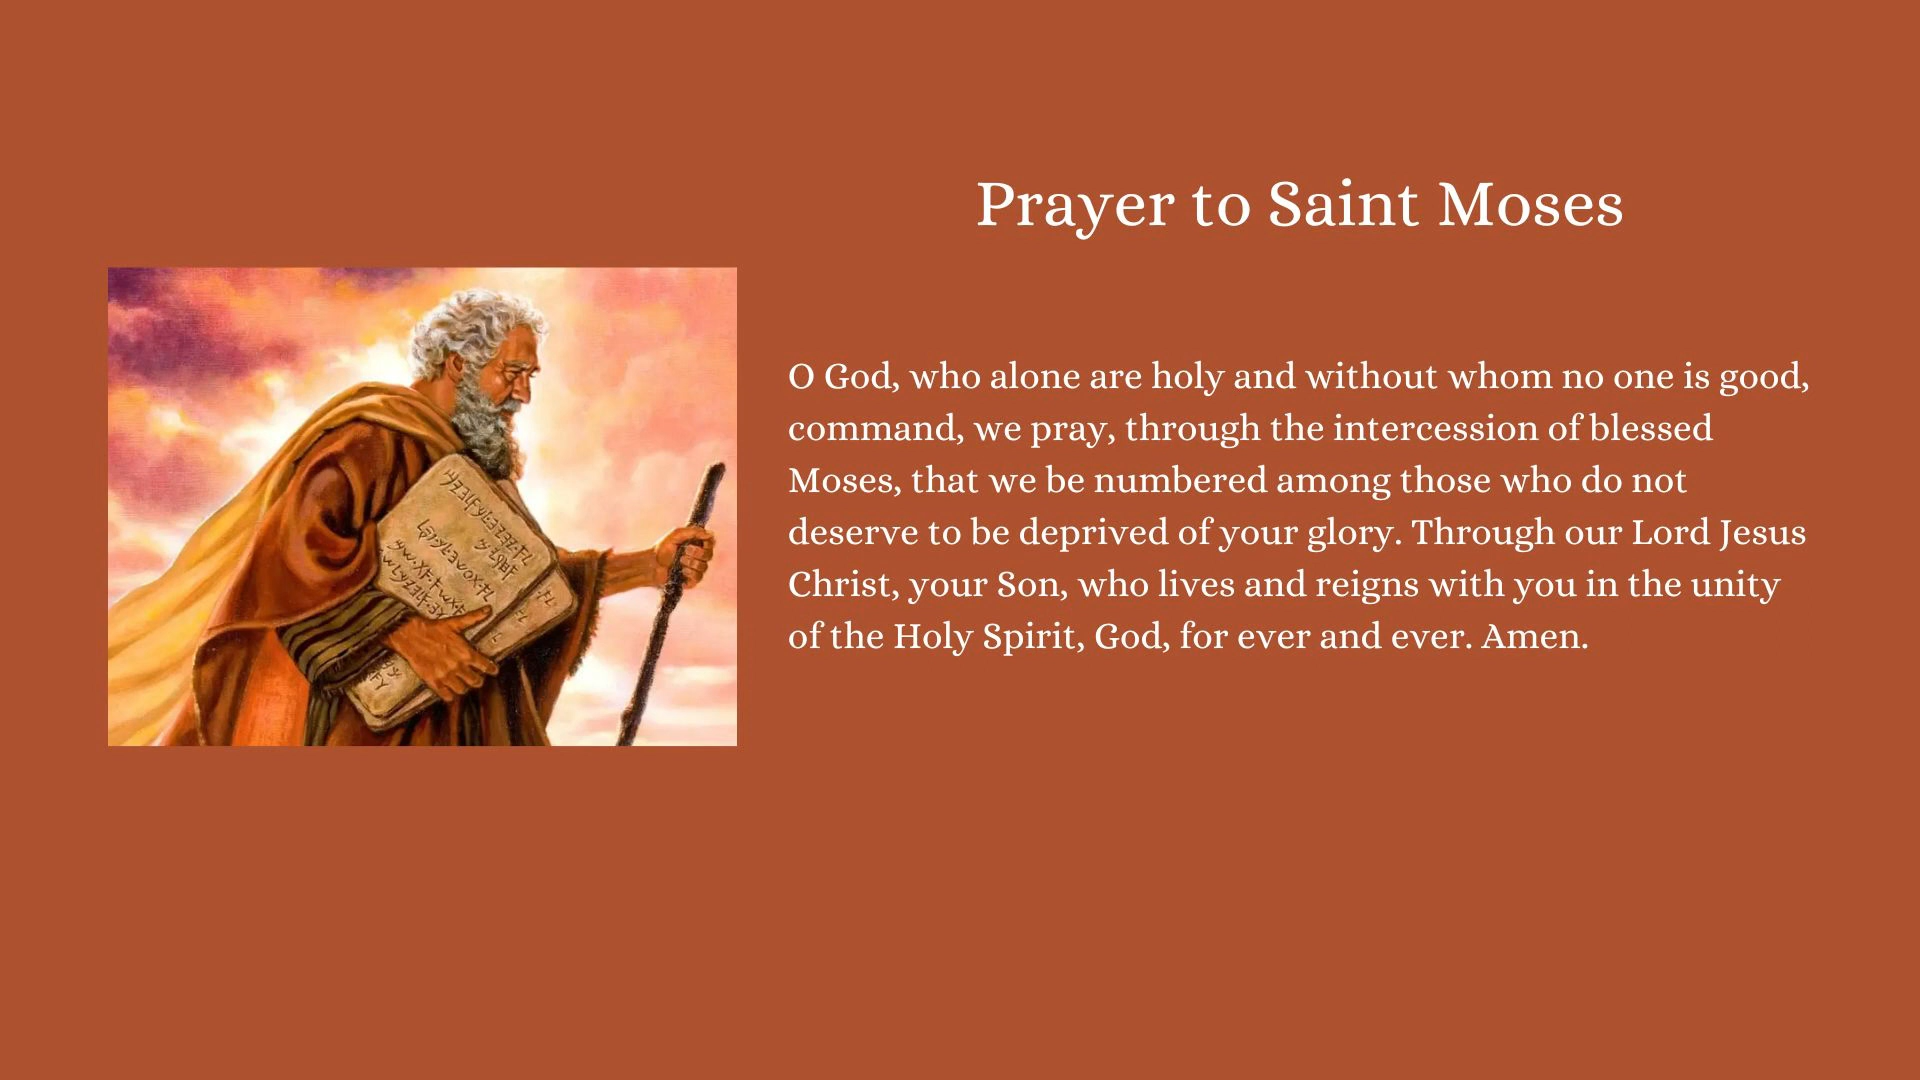 Prayer to Saint Moses
O God, who alone are holy and without whom no one is good,
command, we pray, through the intercession of blessed
Moses, that we be numbered among those who do not
deserve to be deprived of your glory. Through our Lord Jesus
Christ, your Son, who lives and reigns with you in the unity
of the Holy Spirit, God, for ever and ever. Amen.